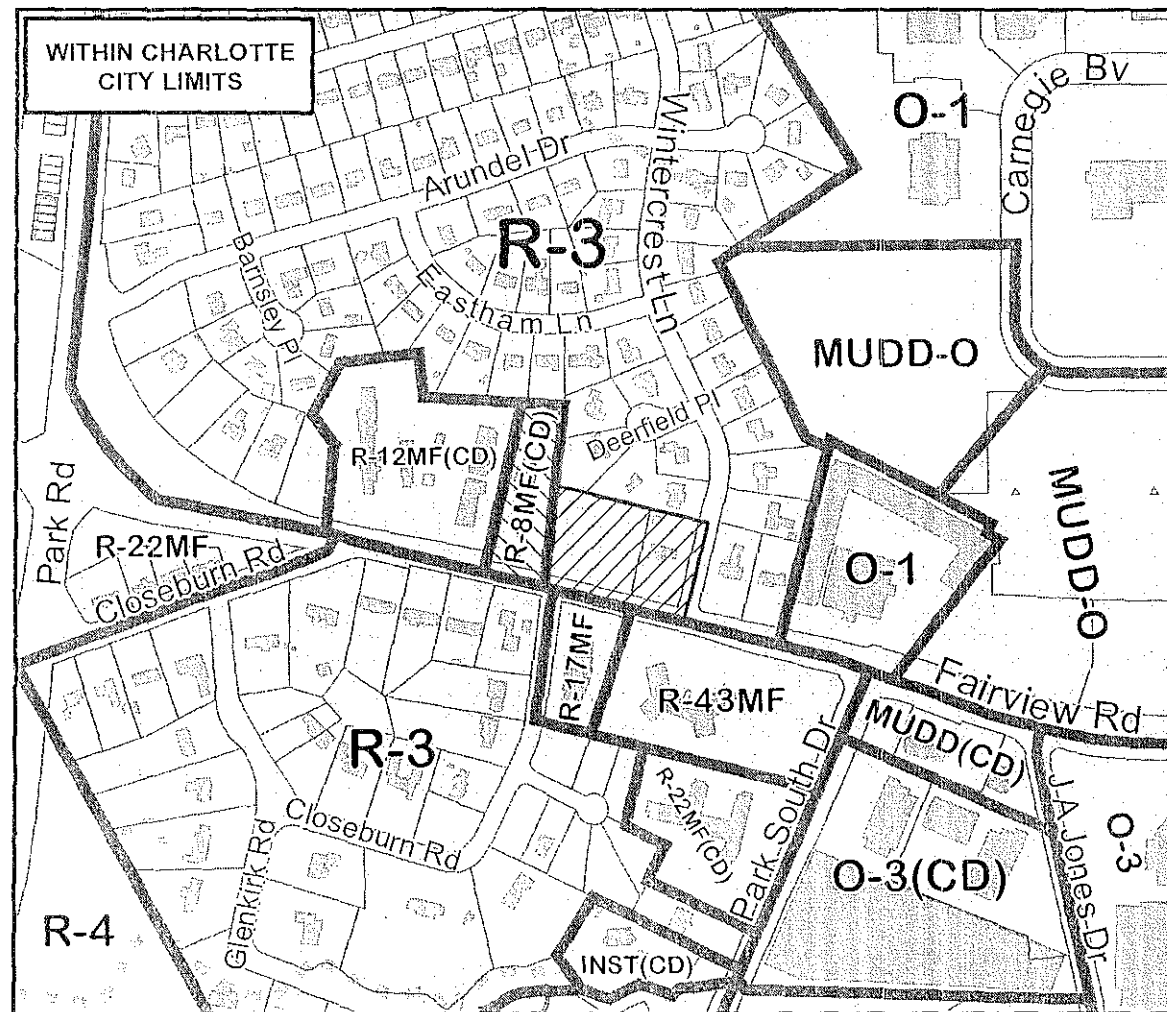 WITHIN CHARLOTTE
CITY LIMITS
O-1
Carnegie Bv
Wintercrest Ln
Arundel Dr
R-3
Barnsley Pl
Eastham Ln
MUDD-O
Deerfield Pl
R-12MF(CD)
R-8MF(CD)
MUDD-O
Park Rd
R-22MF
Closeburn Rd
O-1
R-17MF
R-43MF
Fairview Rd
MUDD(CD)
R-3
R-22MF(CD)
Park South Dr
J A Jones Dr
O-3
Closeburn Rd
Glenkirk Rd
O-3(CD)
R-4
INST(CD)